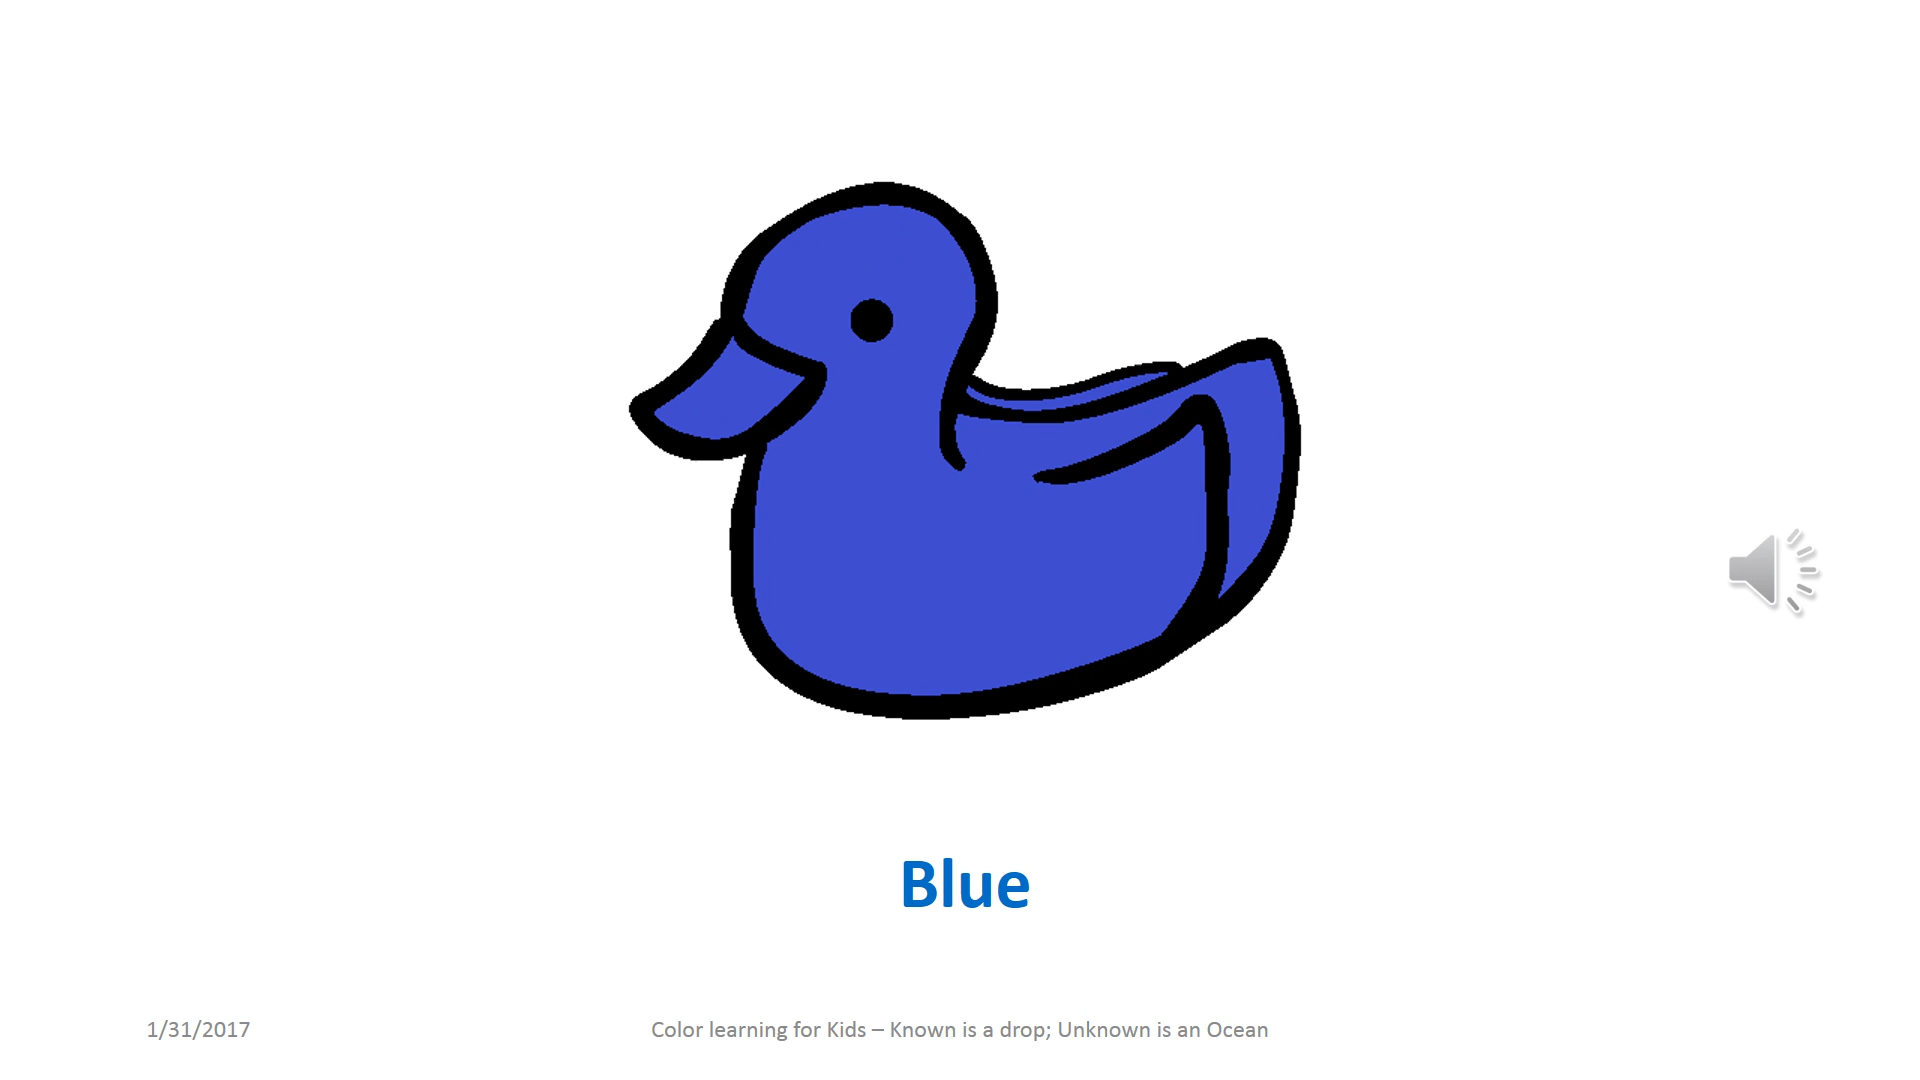 Blue
1/31/2017
Color learning for Kids – Known is a drop; Unknown is an Ocean